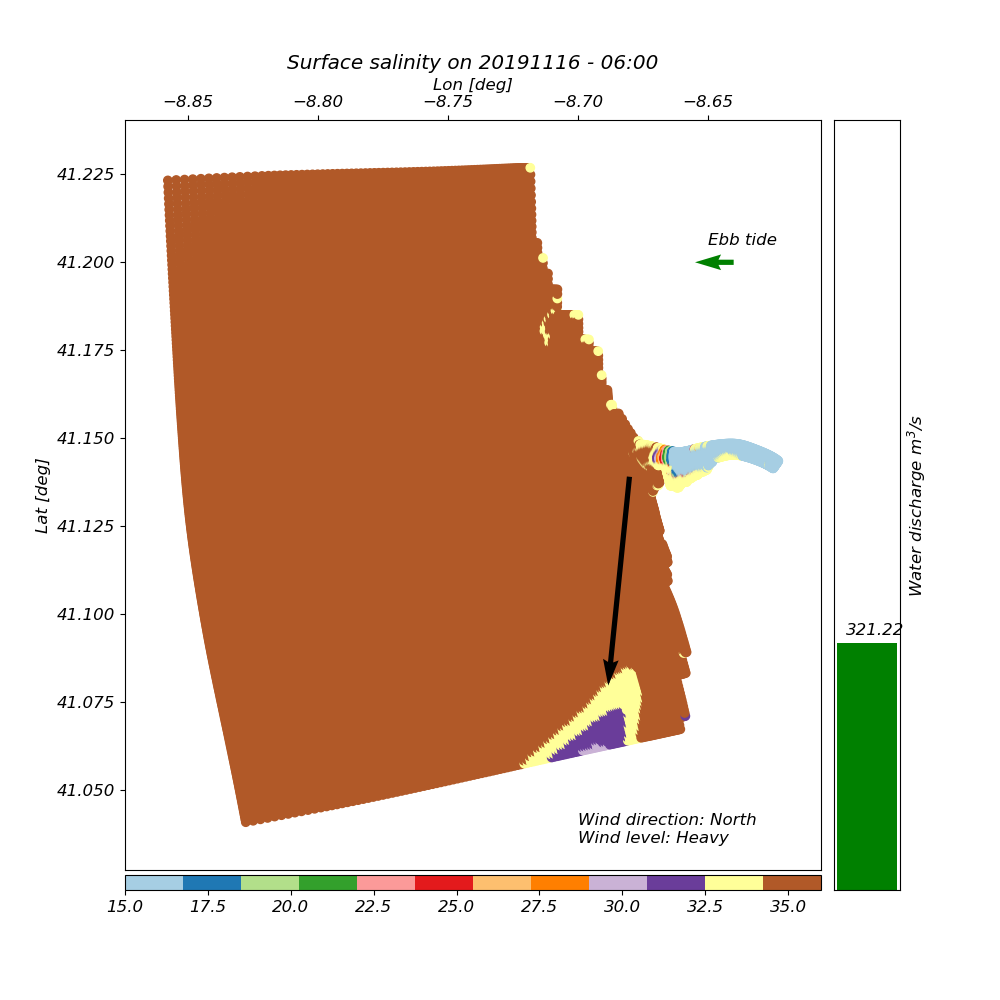 Surface salinity on 20191116 - 06:00
Lon [deg]
−8.85 −8.80 −8.75 −8.70 −8.65
41.225
41.200
41.175
41.150
41.125
41.100
41.075
41.050
Lat [deg]
Ebb tide
Water discharge m³/s
321.22
Wind direction: North
Wind level: Heavy
15.0 17.5 20.0 22.5 25.0 27.5 30.0 32.5 35.0